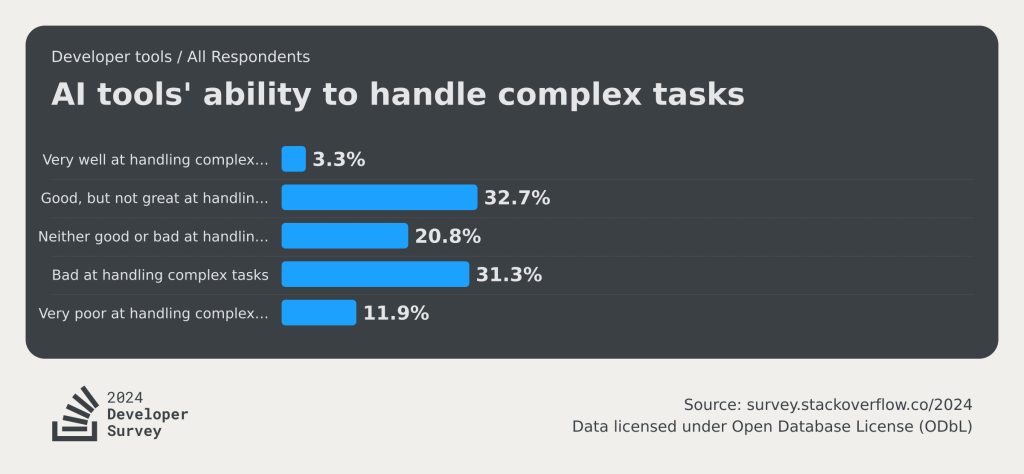 Developer tools / All Respondents
AI tools' ability to handle complex tasks
Very well at handling complex… 3.3%
Good, but not great at handlin… 32.7%
Neither good or bad at handlin… 20.8%
Bad at handling complex tasks 31.3%
Very poor at handling complex… 11.9%
2024
Developer
Survey
Source: survey.stackoverflow.co/2024
Data licensed under Open Database License (ODbL)